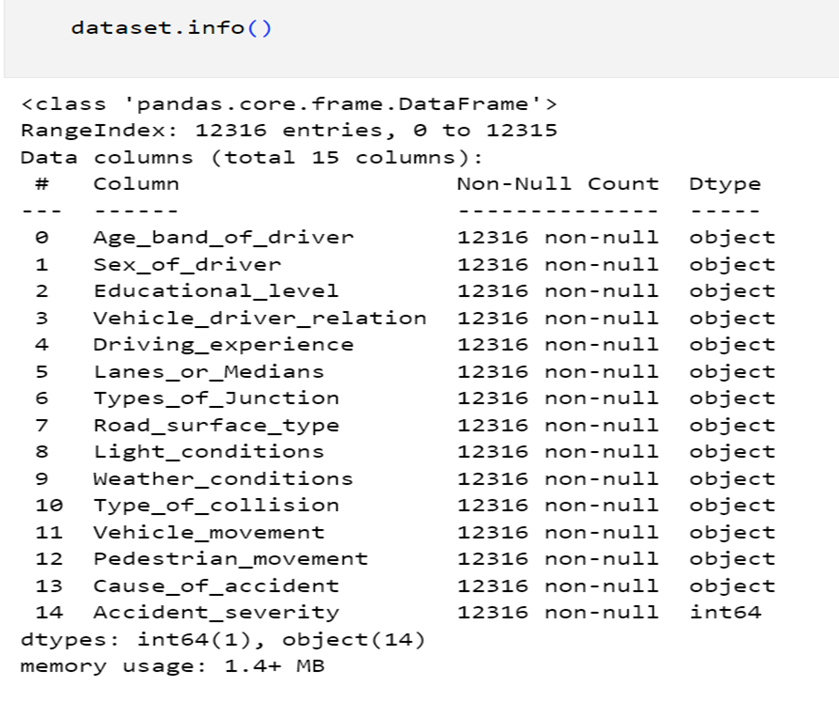 dataset.info()
<class 'pandas.core.frame.DataFrame'>
RangeIndex: 12316 entries, 0 to 12315
Data columns (total 15 columns):
 #   Column                   Non-Null Count  Dtype
---  ------                   --------------  -----
 0   Age_band_of_driver       12316 non-null  object
 1   Sex_of_driver            12316 non-null  object
 2   Educational_level        12316 non-null  object
 3   Vehicle_driver_relation  12316 non-null  object
 4   Driving_experience       12316 non-null  object
 5   Lanes_or_Medians         12316 non-null  object
 6   Types_of_Junction        12316 non-null  object
 7   Road_surface_type        12316 non-null  object
 8   Light_conditions         12316 non-null  object
 9   Weather_conditions       12316 non-null  object
 10  Type_of_collision        12316 non-null  object
 11  Vehicle_movement         12316 non-null  object
 12  Pedestrian_movement      12316 non-null  object
 13  Cause_of_accident        12316 non-null  object
 14  Accident_severity        12316 non-null  int64
dtypes: int64(1), object(14)
memory usage: 1.4+ MB